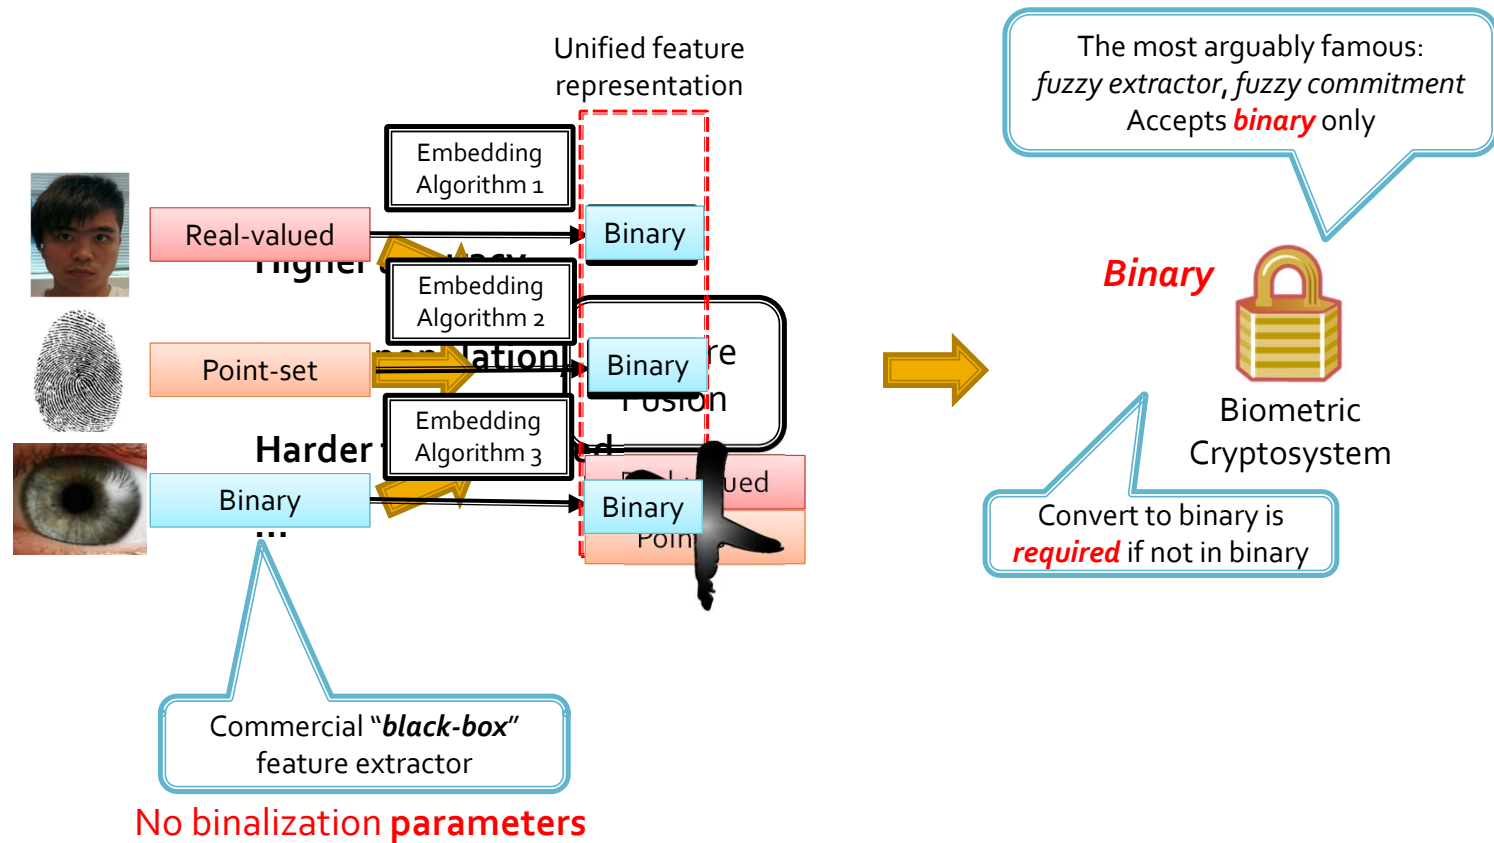 Unified feature
representation
The most arguably famous:
fuzzy extractor, fuzzy commitment
Accepts binary only
Embedding
Algorithm 1
Real-valued
Binary
Higher
Embedding
Algorithm 2
Point-set
Binary
Fusion
Embedding
Algorithm 3
Harder
Binary
Binary
...
Binary
Biometric
Cryptosystem
Convert to binary is
required if not in binary
Commercial “black-box”
feature extractor
No binalization parameters